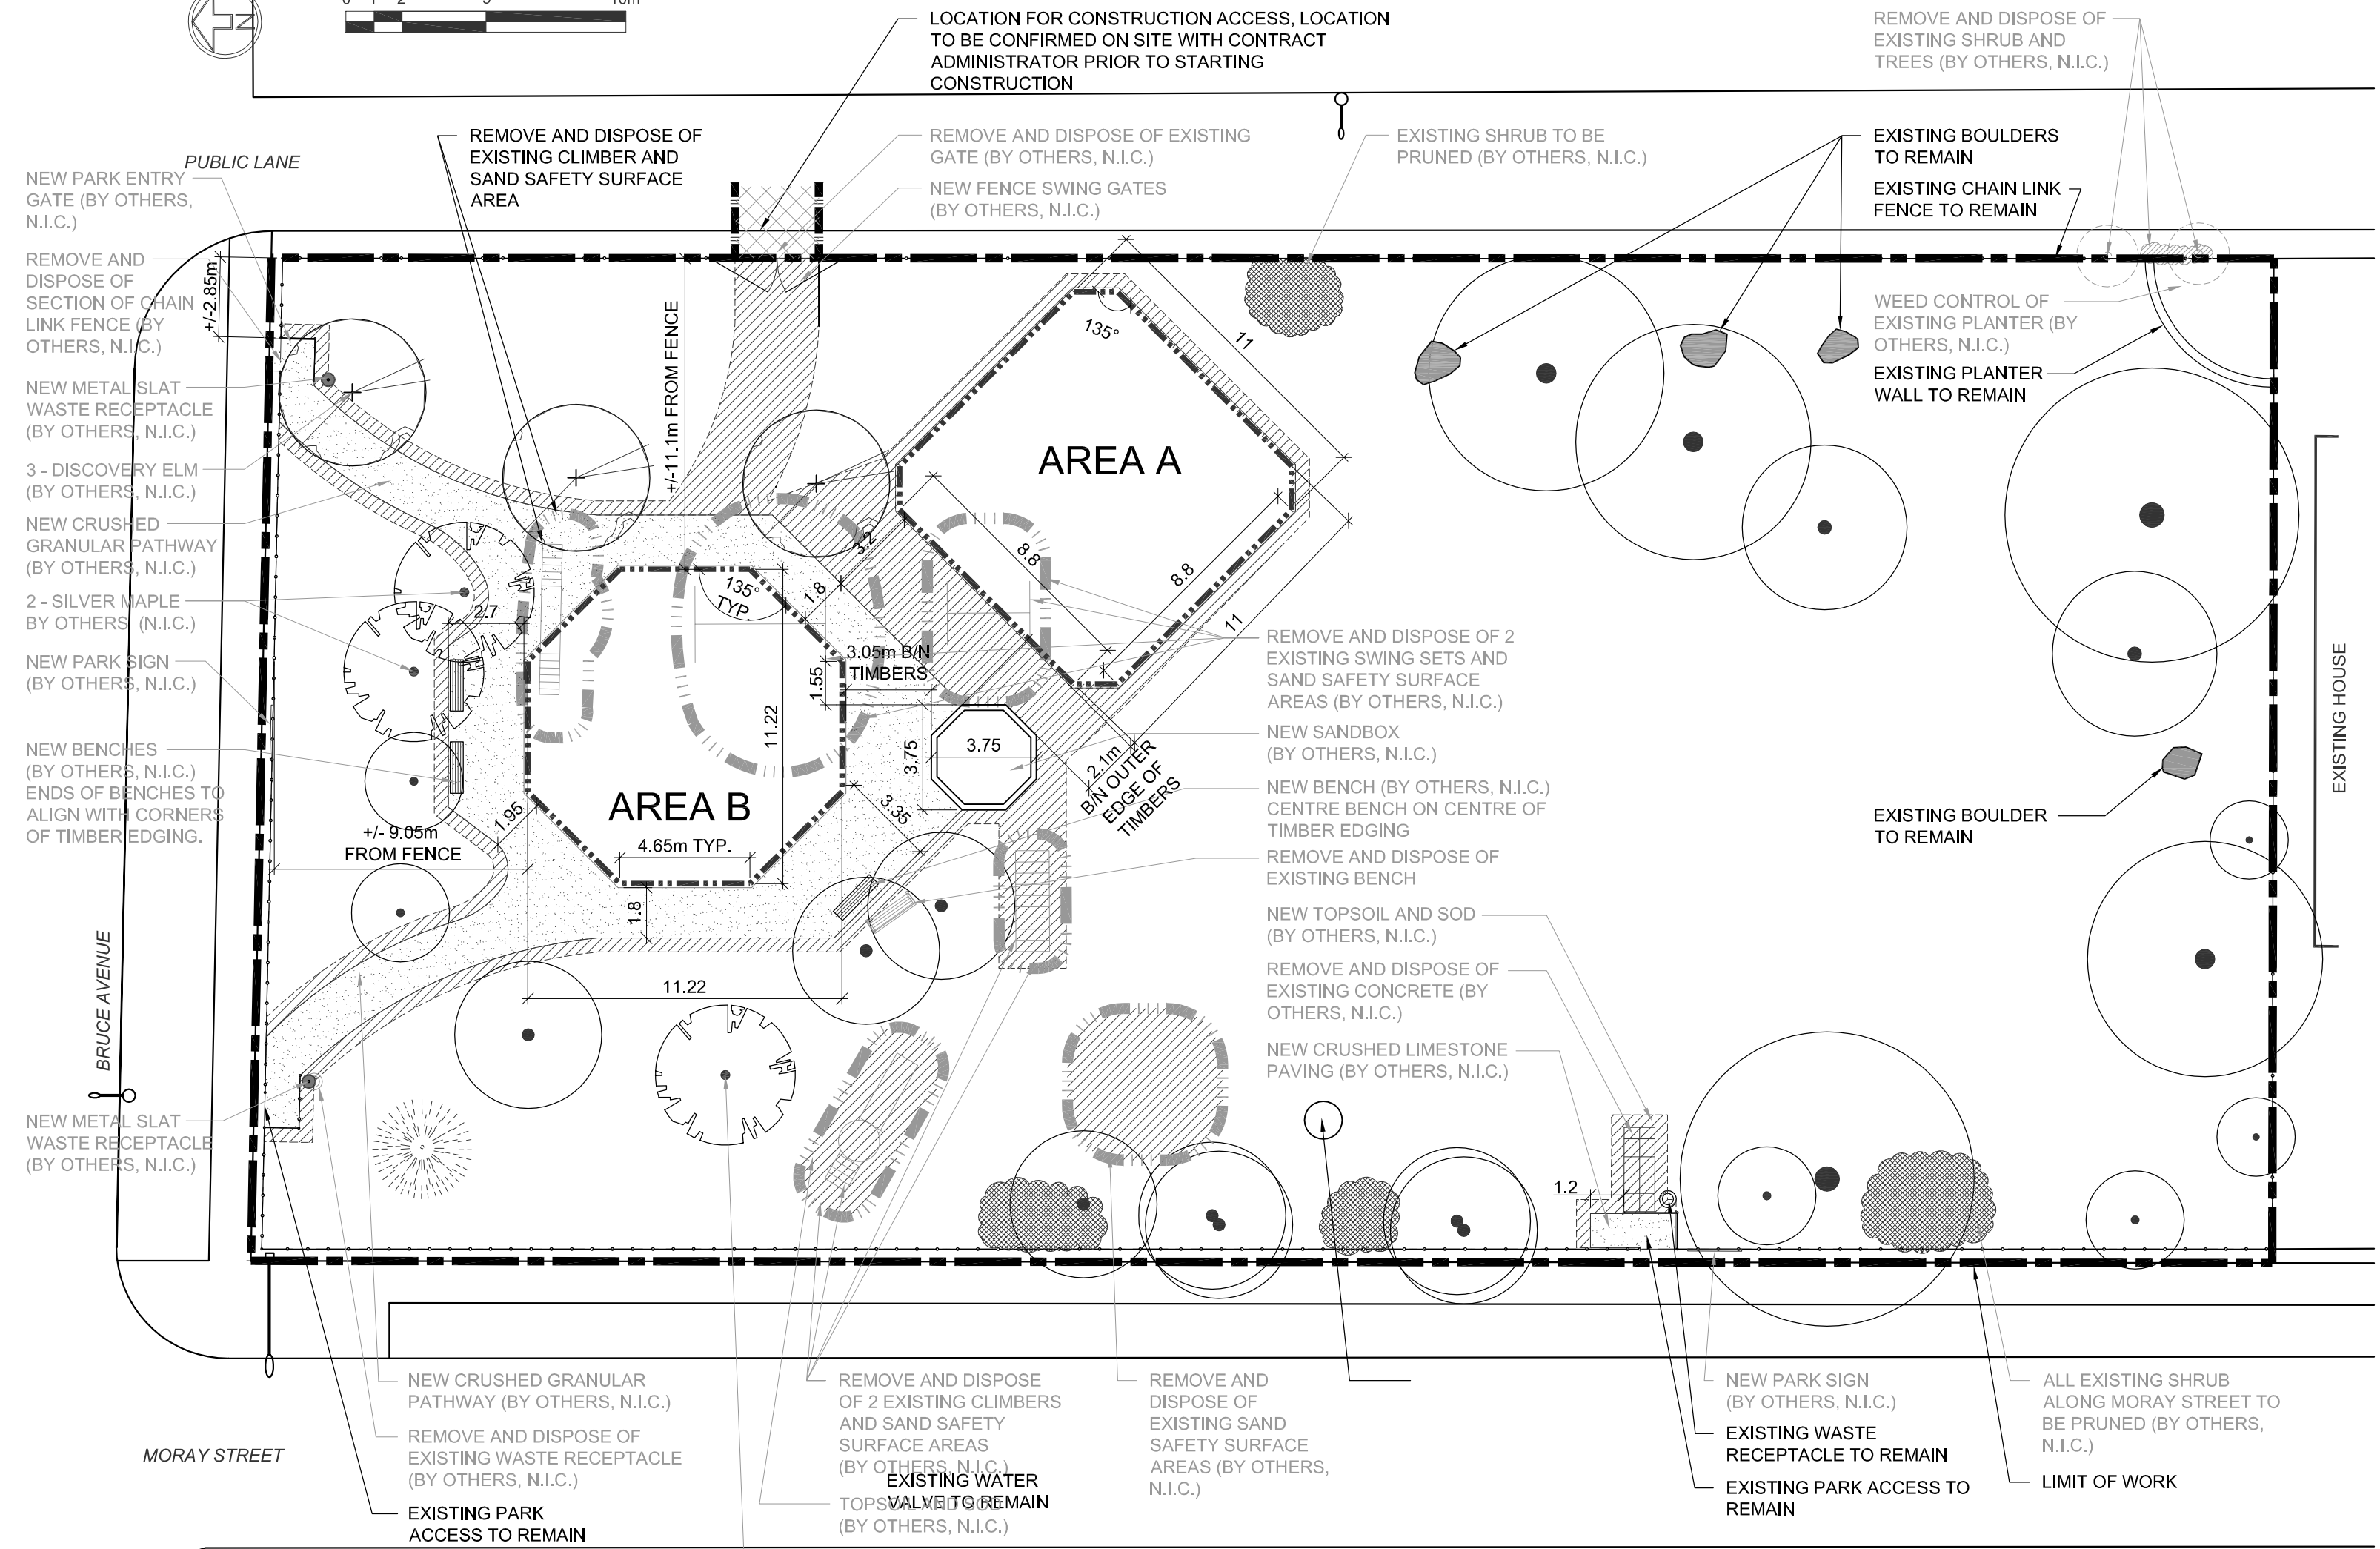 N
0 1 2 5 10m
LOCATION FOR CONSTRUCTION ACCESS, LOCATION
TO BE CONFIRMED ON SITE WITH CONTRACT
ADMINISTRATOR PRIOR TO STARTING
CONSTRUCTION
REMOVE AND DISPOSE OF
EXISTING SHRUB AND
TREES (BY OTHERS, N.I.C.)
PUBLIC LANE
REMOVE AND DISPOSE OF
EXISTING CLIMBER AND
SAND SAFETY SURFACE
AREA
REMOVE AND DISPOSE OF EXISTING
GATE (BY OTHERS, N.I.C.)
NEW FENCE SWING GATES
(BY OTHERS, N.I.C.)
EXISTING SHRUB TO BE
PRUNED (BY OTHERS, N.I.C.)
EXISTING BOULDERS
TO REMAIN
EXISTING CHAIN LINK
FENCE TO REMAIN
WEED CONTROL OF
EXISTING PLANTER (BY
OTHERS, N.I.C.)
EXISTING PLANTER
WALL TO REMAIN
NEW PARK ENTRY
GATE (BY OTHERS,
N.I.C.)
REMOVE AND
DISPOSE OF
SECTION OF CHAIN
LINK FENCE (BY
OTHERS, N.I.C.)
+/-2.85m
NEW METAL SLAT
WASTE RECEPTACLE
(BY OTHERS, N.I.C.)
3 - DISCOVERY ELM
(BY OTHERS, N.I.C.)
NEW CRUSHED
GRANULAR PATHWAY
(BY OTHERS, N.I.C.)
2 - SILVER MAPLE
BY OTHERS (N.I.C.)
NEW PARK SIGN
(BY OTHERS, N.I.C.)
NEW BENCHES
(BY OTHERS, N.I.C.)
ENDS OF BENCHES TO
ALIGN WITH CORNERS
OF TIMBER EDGING.
+/-11.1m FROM FENCE
135°
11
AREA A
8.8
8.8
11
3.2
1.8
135°
TYP.
2.7
3.05m B/N
TIMBERS
1.55
11.22
3.75
3.75
2.1m
B/N OUTER
EDGE OF
TIMBERS
AREA B
4.65m TYP.
3.35
1.95
+/- 9.05m
FROM FENCE
1.8
11.22
REMOVE AND DISPOSE OF 2
EXISTING SWING SETS AND
SAND SAFETY SURFACE
AREAS (BY OTHERS, N.I.C.)
NEW SANDBOX
(BY OTHERS, N.I.C.)
NEW BENCH (BY OTHERS, N.I.C.)
CENTRE BENCH ON CENTRE OF
TIMBER EDGING
REMOVE AND DISPOSE OF
EXISTING BENCH
NEW TOPSOIL AND SOD
(BY OTHERS, N.I.C.)
REMOVE AND DISPOSE OF
EXISTING CONCRETE (BY
OTHERS, N.I.C.)
NEW CRUSHED LIMESTONE
PAVING (BY OTHERS, N.I.C.)
1.2
EXISTING BOULDER
TO REMAIN
EXISTING HOUSE
BRUCE AVENUE
NEW METAL SLAT
WASTE RECEPTACLE
(BY OTHERS, N.I.C.)
MORAY STREET
NEW CRUSHED GRANULAR
PATHWAY (BY OTHERS, N.I.C.)
REMOVE AND DISPOSE OF
EXISTING WASTE RECEPTACLE
(BY OTHERS, N.I.C.)
EXISTING PARK
ACCESS TO REMAIN
REMOVE AND DISPOSE
OF 2 EXISTING CLIMBERS
AND SAND SAFETY
SURFACE AREAS
(BY OTHERS, N.I.C.)
EXISTING WATER
VALVE TO REMAIN
TOPSOIL AND SOD
(BY OTHERS, N.I.C.)
REMOVE AND
DISPOSE OF
EXISTING SAND
SAFETY SURFACE
AREAS (BY OTHERS,
N.I.C.)
NEW PARK SIGN
(BY OTHERS, N.I.C.)
EXISTING WASTE
RECEPTACLE TO REMAIN
EXISTING PARK ACCESS TO
REMAIN
ALL EXISTING SHRUB
ALONG MORAY STREET TO
BE PRUNED (BY OTHERS,
N.I.C.)
LIMIT OF WORK